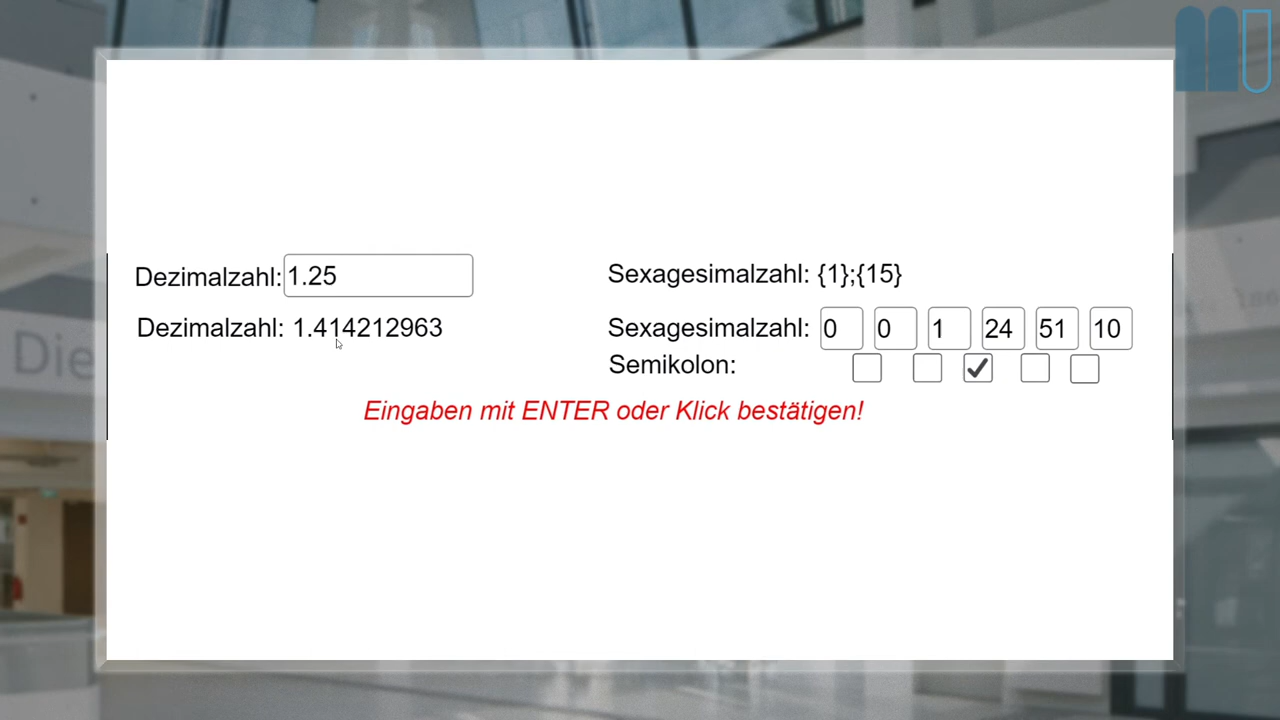 Dezimalzahl: 1.25 Sexagesimalzahl: {1};{15}
Dezimalzahl: 1.414212963 Sexagesimalzahl: 0 0 1 24 51 10
Semikolon:
Eingaben mit ENTER oder Klick bestätigen!
Die